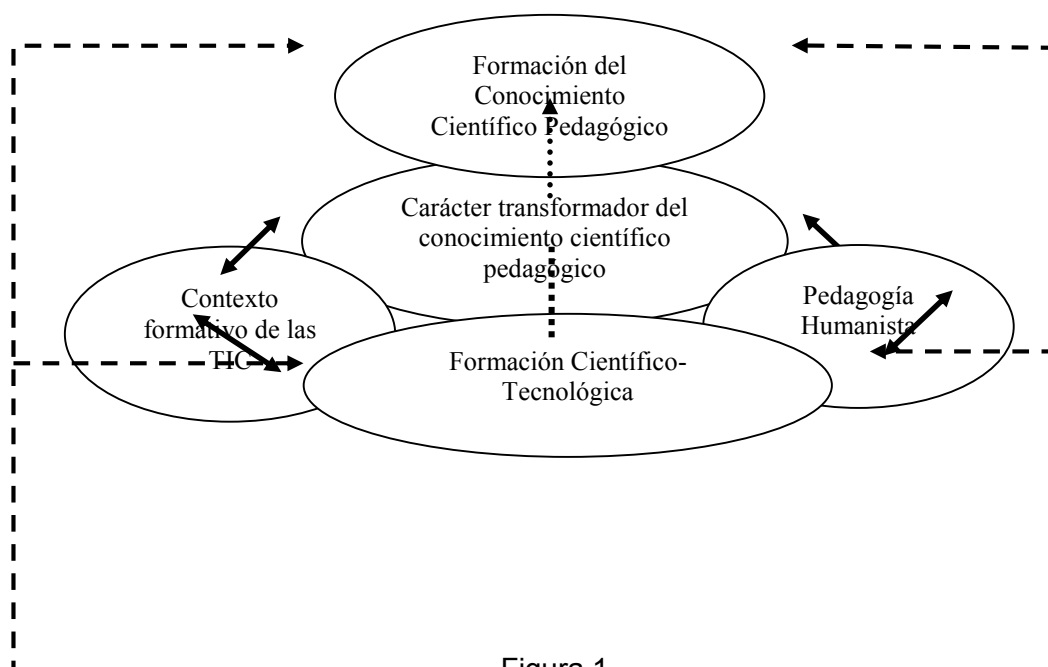 Formación del
Conocimiento
Científico Pedagógico
Carácter transformador del
conocimiento científico
pedagógico
Contexto
formativo de las
TIC
Pedagogía
Humanista
Formación Científico-
Tecnológica
Figura 1